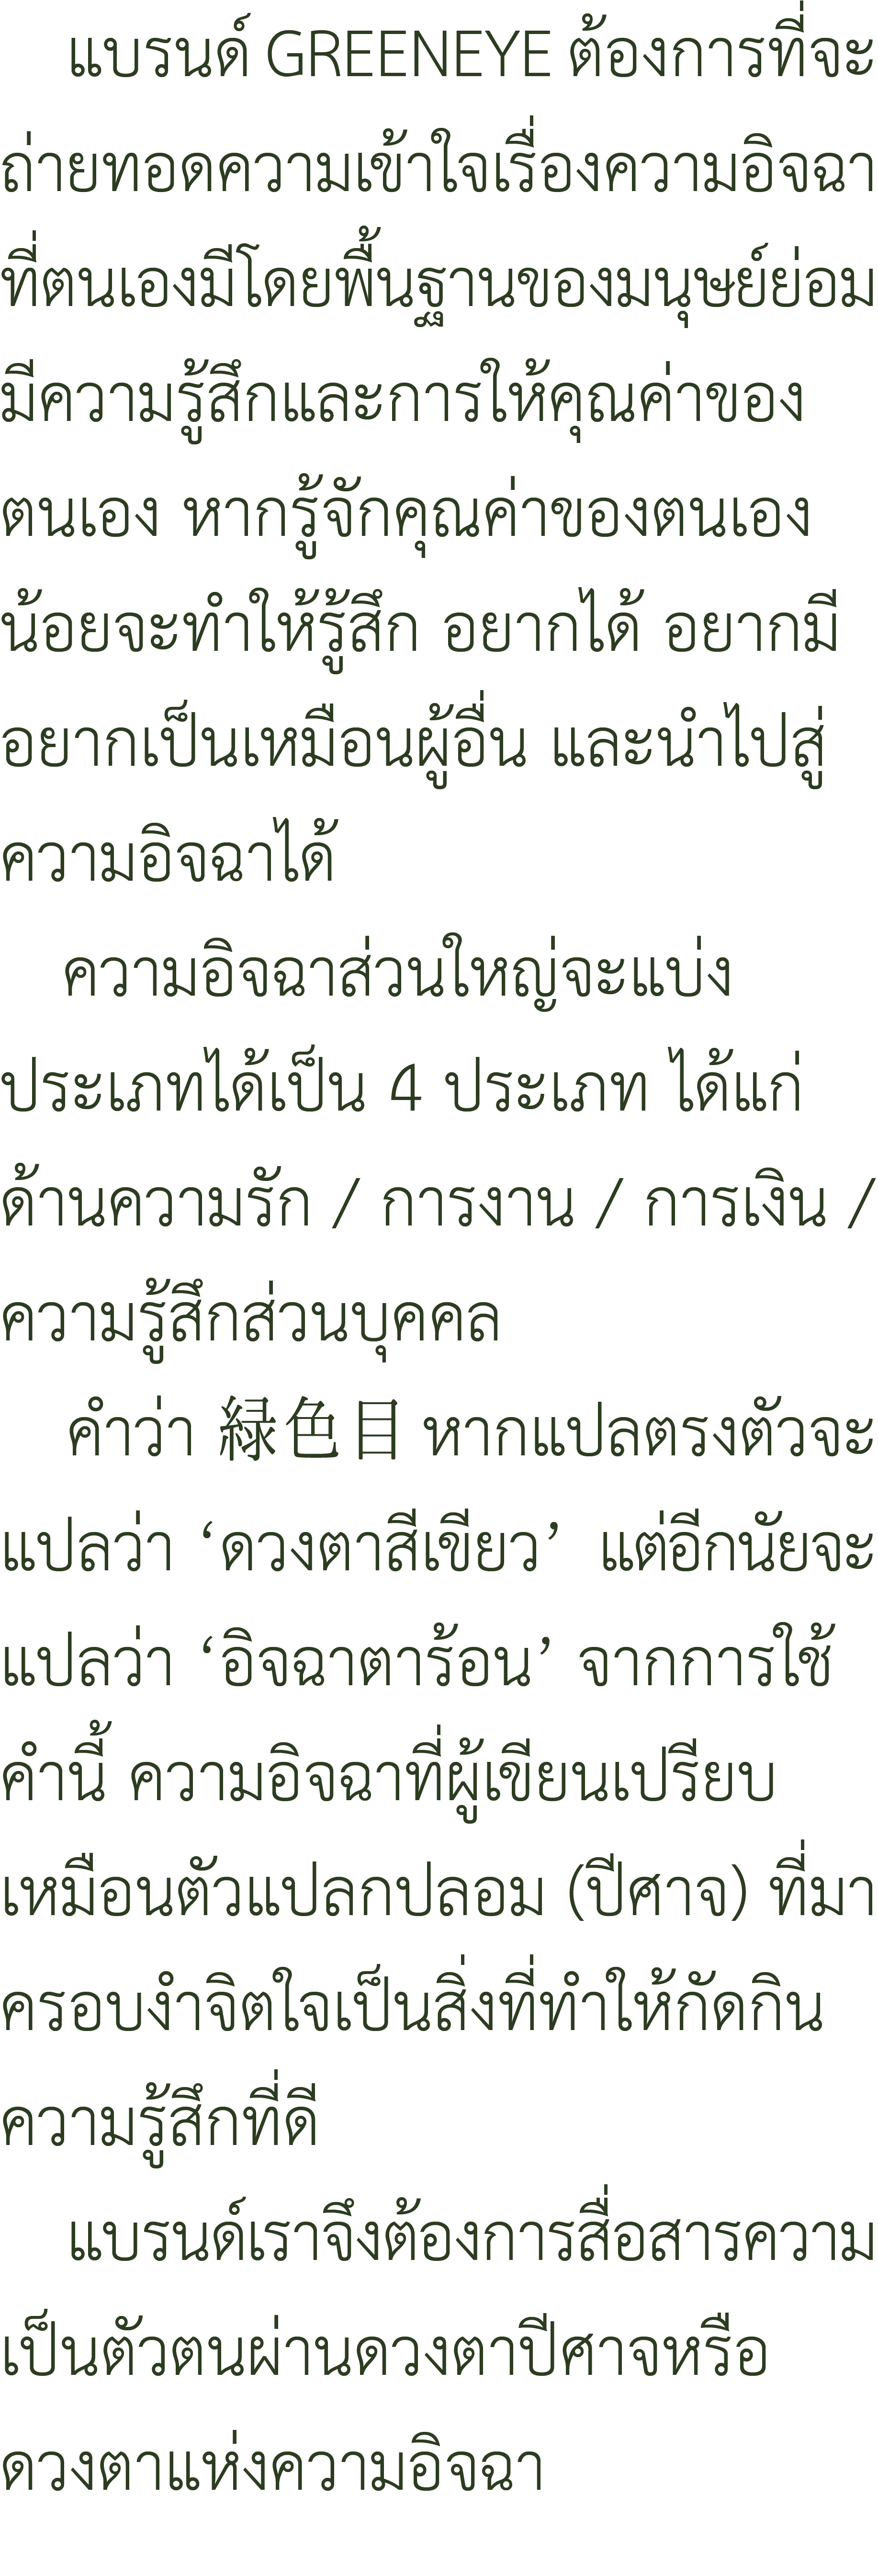 แบรนด์ GREENEYE ต้องการที่จะ
ถ่ายทอดความเข้าใจเรื่องความอิจฉา
ที่ตนเองมีโดยพื้นฐานของมนุษย์ย่อม
มีความรู้สึกและการให้คุณค่าของ
ตนเอง หากรู้จักคุณค่าของตนเอง
น้อยจะทำให้รู้สึก อยากได้ อยากมี
อยากเป็นเหมือนผู้อื่น และนำไปสู่
ความอิจฉาได้
ความอิจฉาส่วนใหญ่จะแบ่ง
ประเภทได้เป็น 4 ประเภท ได้แก่
ด้านความรัก / การงาน / การเงิน /
ความรู้สึกส่วนบุคคล
คำว่า 緑色目 หากแปลตรงตัวจะ
แปลว่า ‘ดวงตาสีเขียว’ แต่อีกนัยจะ
แปลว่า ‘อิจฉาตาร้อน’ จากการใช้
คำนี้ ความอิจฉาที่ผู้เขียนเปรียบ
เหมือนตัวแปลกปลอม (ปีศาจ) ที่มา
ครอบงำจิตใจเป็นสิ่งที่ทำให้กัดกิน
ความรู้สึกที่ดี
แบรนด์เราจึงต้องการสื่อสารความ
เป็นตัวตนผ่านดวงตาปีศาจหรือ
ดวงตาแห่งความอิจฉา